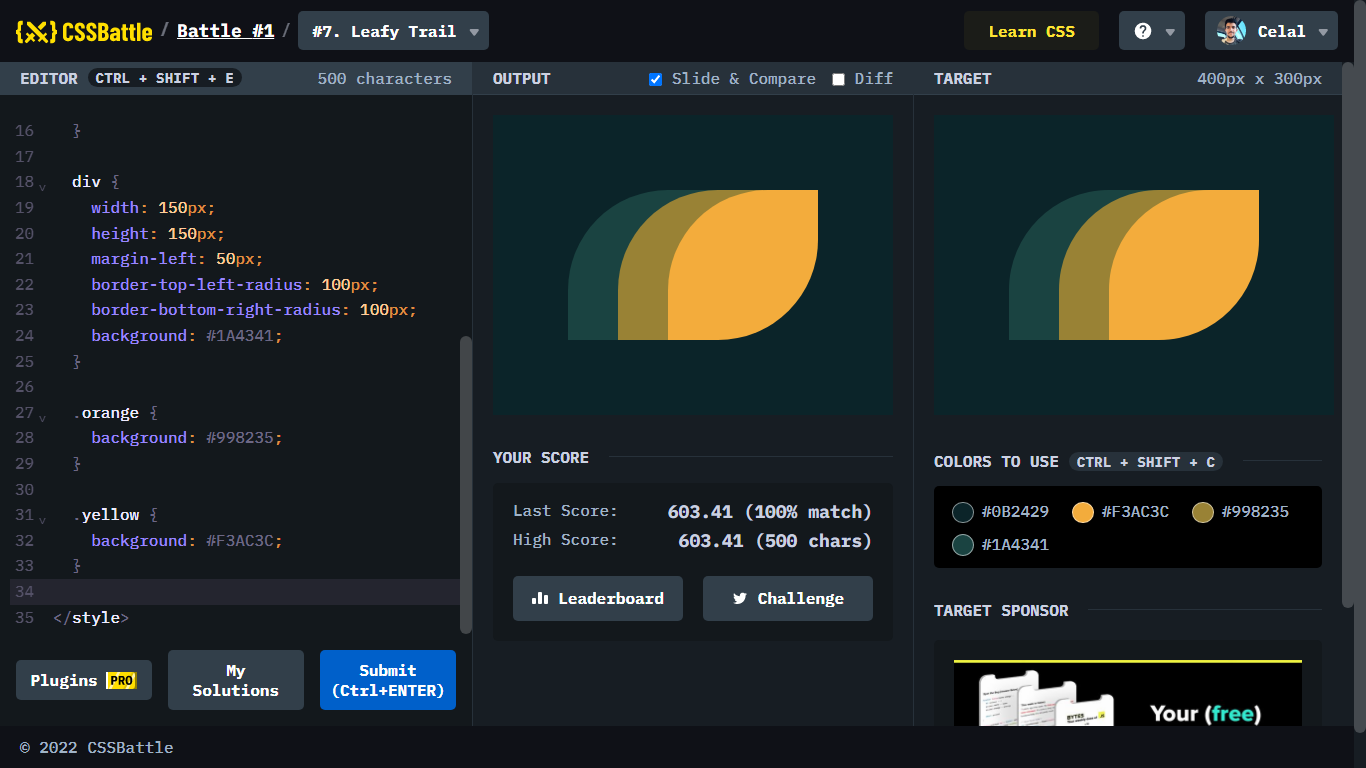 {X} CSSBattle / Battle #1 / #7. Leafy Trail
Learn CSS
?
Celal
EDITOR CTRL + SHIFT + E 500 characters
16 }
17
18 div {
19 width: 150px;
20 height: 150px;
21 margin-left: 50px;
22 border-top-left-radius: 100px;
23 border-bottom-right-radius: 100px;
24 background: #1A4341;
25 }
26
27 .orange {
28 background: #998235;
29 }
30
31 .yellow {
32 background: #F3AC3C;
33 }
34
35 </style>
Plugins PRO
My
Solutions
Submit
(Ctrl+ENTER)
OUTPUT Slide & Compare Diff
YOUR SCORE
Last Score: 603.41 (100% match)
High Score: 603.41 (500 chars)
Leaderboard
Challenge
TARGET 400px x 300px
COLORS TO USE CTRL + SHIFT + C
#0B2429 #F3AC3C #998235
#1A4341
TARGET SPONSOR
BYTES
Your (free)
© 2022 CSSBattle